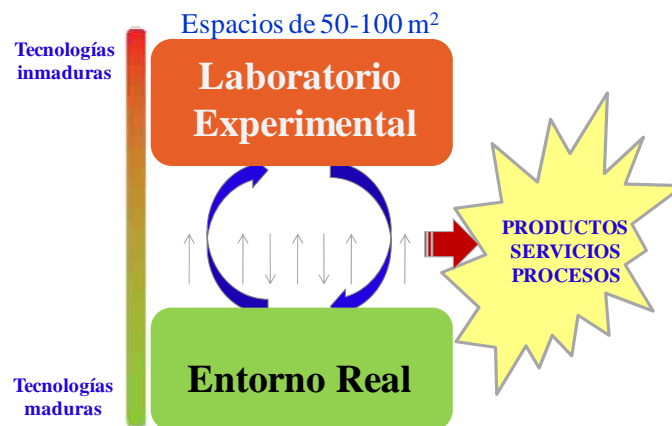 Espacios de 50-100 m²
Tecnologías
inmaduras
Laboratorio
Experimental
PRODUCTOS
SERVICIOS
PROCESOS
Entorno Real
Tecnologías
maduras